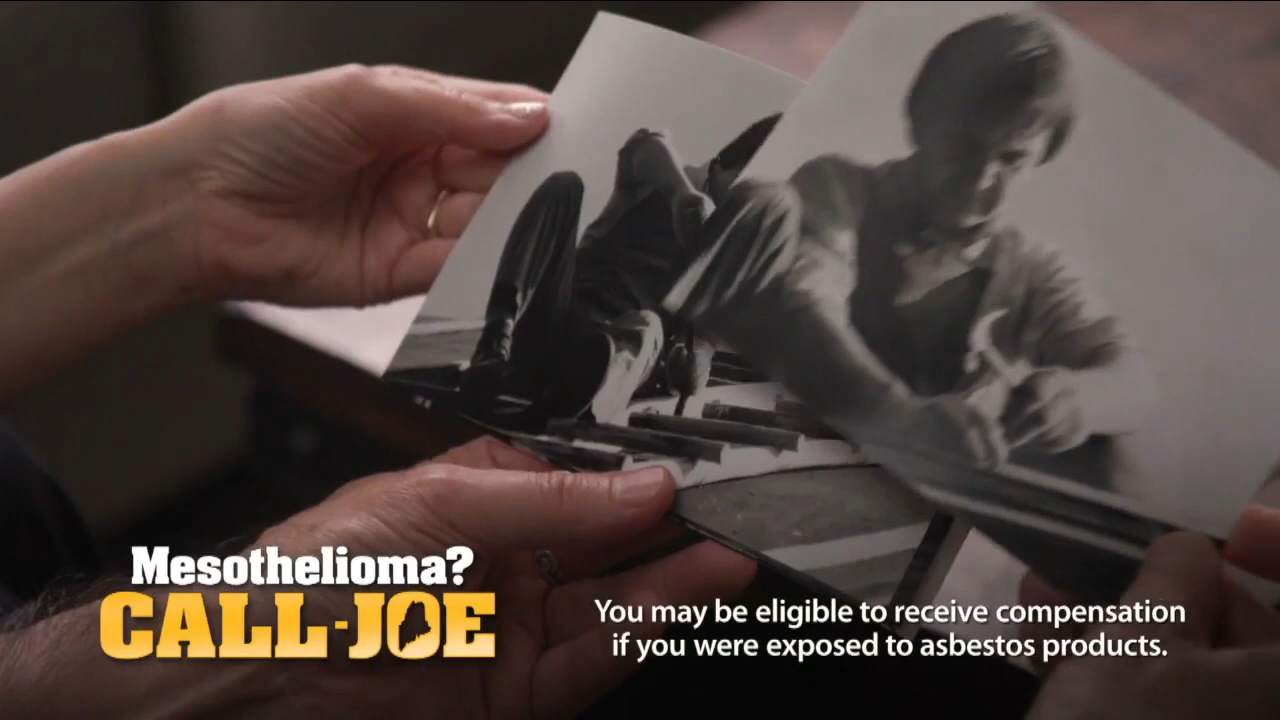 Mesothelioma?
CALL-JOE
You may be eligible to receive compensation
if you were exposed to asbestos products.